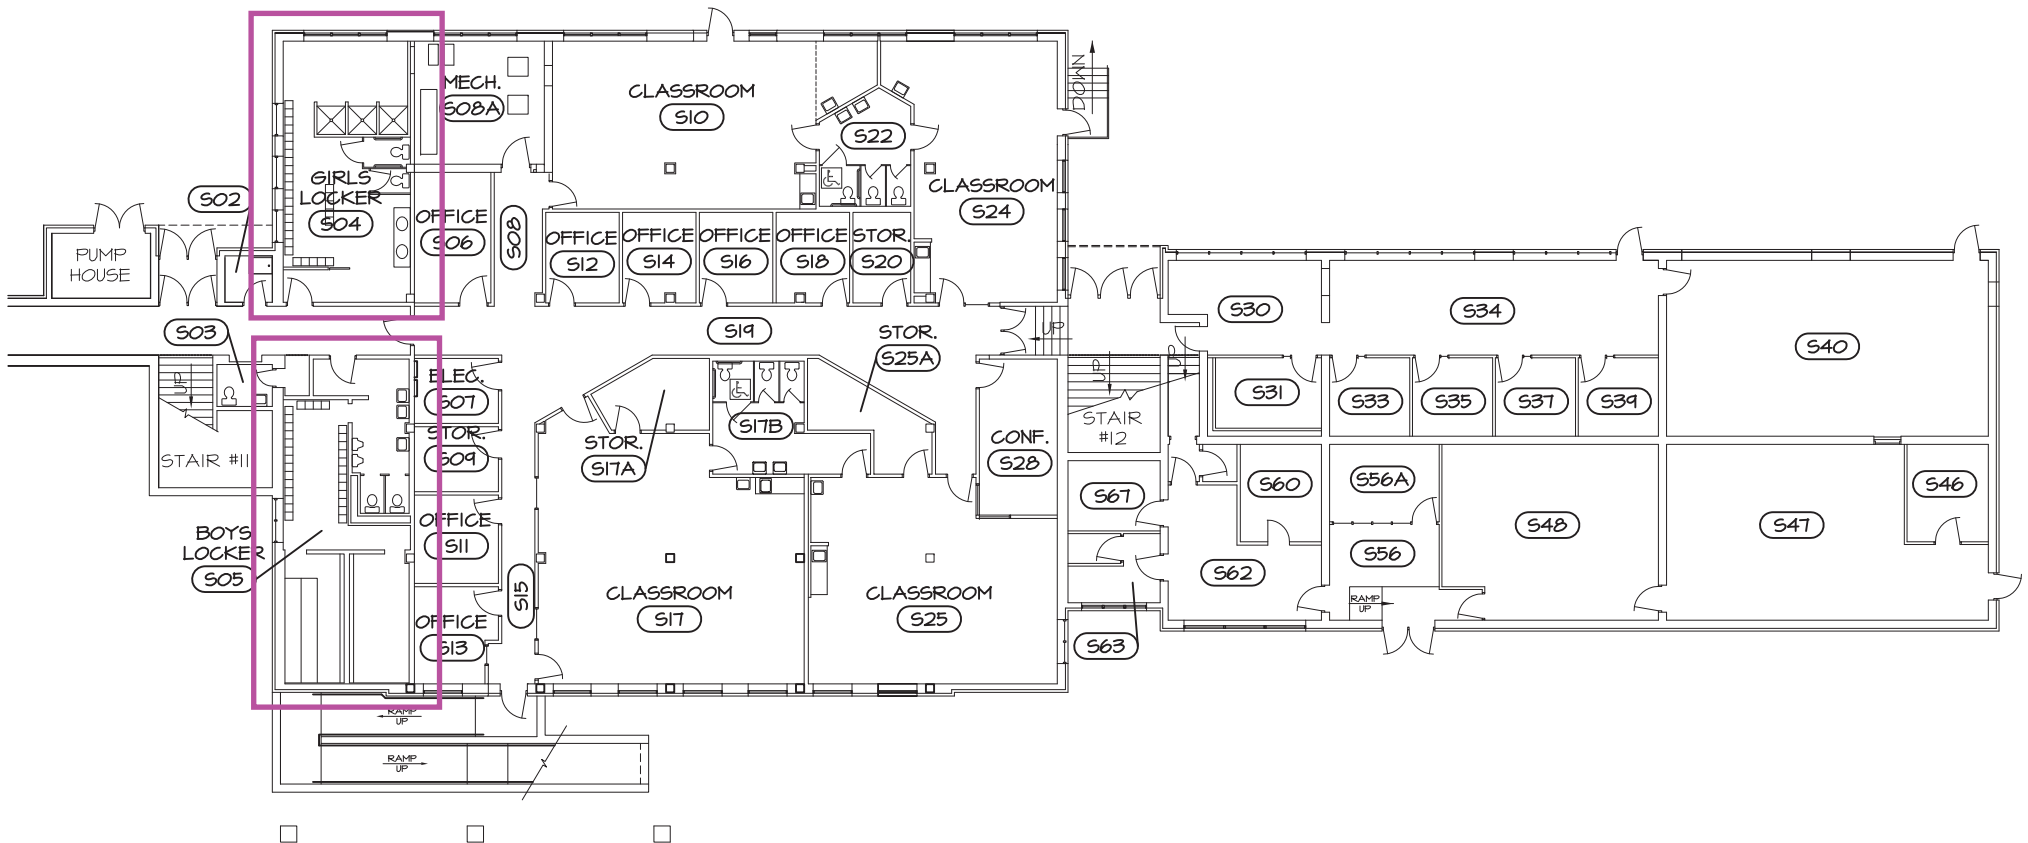 MECH.
S08A
CLASSROOM
S10
DOWN
S22
GIRLS
LOCKER
S04
S02
OFFICE
S06
S08
OFFICE
S12
OFFICE
S14
OFFICE
S16
OFFICE
S18
STOR.
S20
CLASSROOM
S24
PUMP
HOUSE
S03
S19
STOR.
S25A
UP
S30
S34
S40
UP
ELEC.
S07
STOR.
S09
STAIR #11
STOR.
S17A
S17B
CONF.
S28
UP
UP
STAIR
#12
S31
S33
S35
S37
S39
S67
S60
S56A
S56
S48
S47
S46
BOYS
LOCKER
S05
OFFICE
S11
S15
OFFICE
S13
CLASSROOM
S17
CLASSROOM
S25
S62
S63
RAMP
UP
RAMP
UP
RAMP
UP